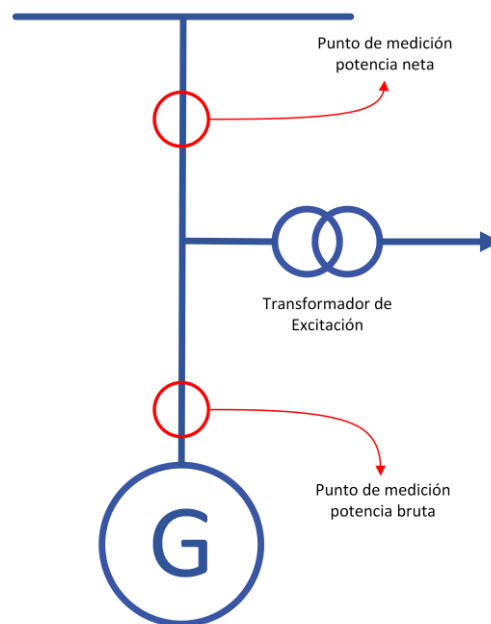 Punto de medición
potencia neta
Transformador de
Excitación
Punto de medición
potencia bruta
G